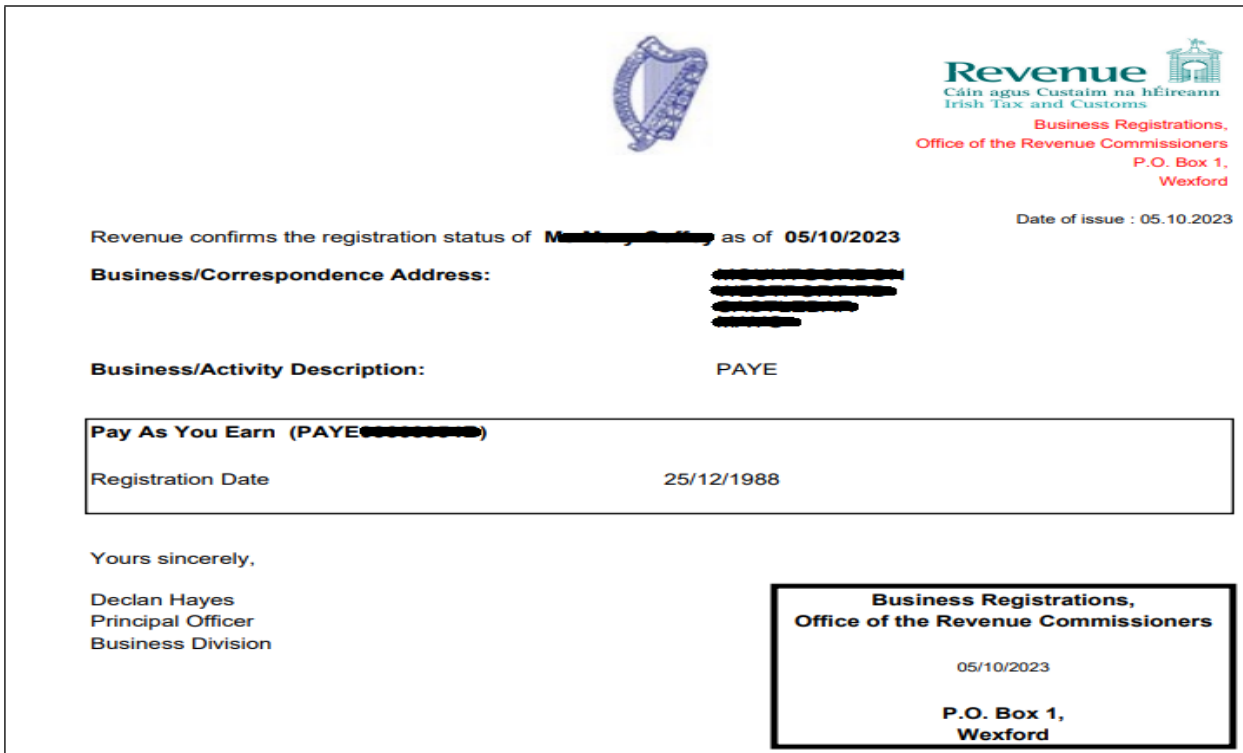 Revenue
Cáin agus Custaim na hÉireann
Irish Tax and Customs
Business Registrations,
Office of the Revenue Commissioners
P.O. Box 1,
Wexford
Date of issue : 05.10.2023
Revenue confirms the registration status of as of 05/10/2023
Business/Correspondence Address:
Business/Activity Description: PAYE
Pay As You Earn (PAYE )
Registration Date 25/12/1988
Yours sincerely,
Declan Hayes
Principal Officer
Business Division
Business Registrations,
Office of the Revenue Commissioners
05/10/2023
P.O. Box 1,
Wexford